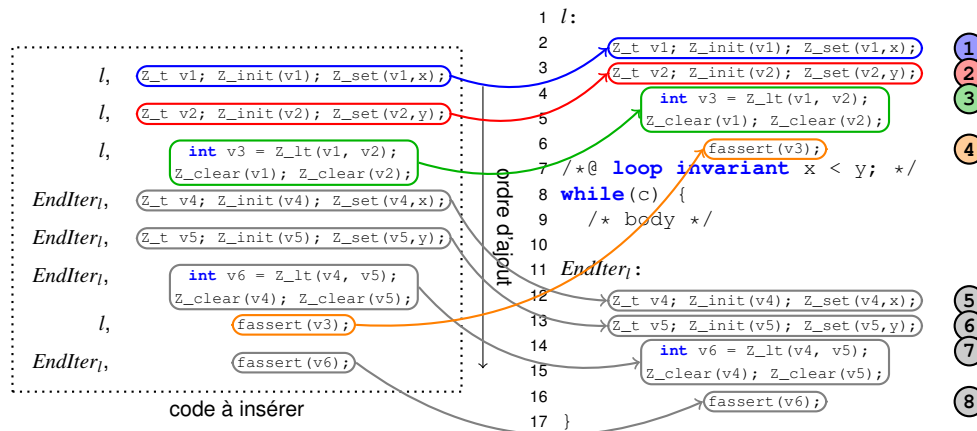 l, Z_t v1; Z_init(v1); Z_set(v1,x);
l, Z_t v2; Z_init(v2); Z_set(v2,y);
l, int v3 = Z_lt(v1, v2);
Z_clear(v1); Z_clear(v2);
EndIter_l, Z_t v4; Z_init(v4); Z_set(v4,x);
EndIter_l, Z_t v5; Z_init(v5); Z_set(v5,y);
EndIter_l, int v6 = Z_lt(v4, v5);
Z_clear(v4); Z_clear(v5);
l, fassert(v3);
EndIter_l, fassert(v6);
code à insérer
ordre d'ajout
1 l:
2 Z_t v1; Z_init(v1); Z_set(v1,x); 1
3 Z_t v2; Z_init(v2); Z_set(v2,y); 2
4 int v3 = Z_lt(v1, v2); 3
5 Z_clear(v1); Z_clear(v2);
6 fassert(v3); 4
7 /*@ loop invariant x < y; */
8 while(c) {
9 /* body */
10
11 EndIter_l:
12 Z_t v4; Z_init(v4); Z_set(v4,x); 5
13 Z_t v5; Z_init(v5); Z_set(v5,y); 6
14 int v6 = Z_lt(v4, v5); 7
15 Z_clear(v4); Z_clear(v5);
16 fassert(v6); 8
17 }